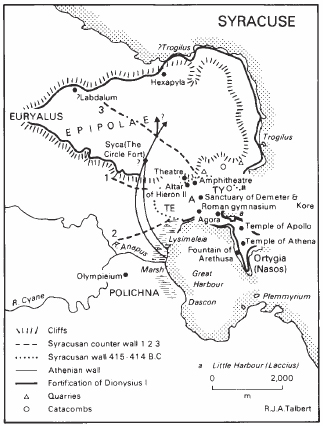 SYRACUSE
?Trogilus
Hexapyla?
?Labdalum
EURYALUS
3
EPIPOLAE
?
Trogilus
Syca (The
Circle Fort)
Theatre
Amphitheatre
1
Altar
of Hieron II
TY
A
Sanctuary of Demeter &
Kore
Roman gymnasium
TE
Agora
a
Temple of Apollo
2
R. Anapus
Lysimeleia
Temple of Athena
Fountain of
Arethusa
Ortygia
(Nasos)
Olympieium
Marsh
Great
Harbour
R. Cyane
POLICHNA
Plemmyrium
Dascon
Cliffs
Syracusan counter wall 1 2 3
Syracusan wall 415-414 B.C
Athenian wall
Fortification of Dionysius I
Quarries
Catacombs
a Little Harbour (Laccius)
0 2,000
m
R.J.A.Talbert